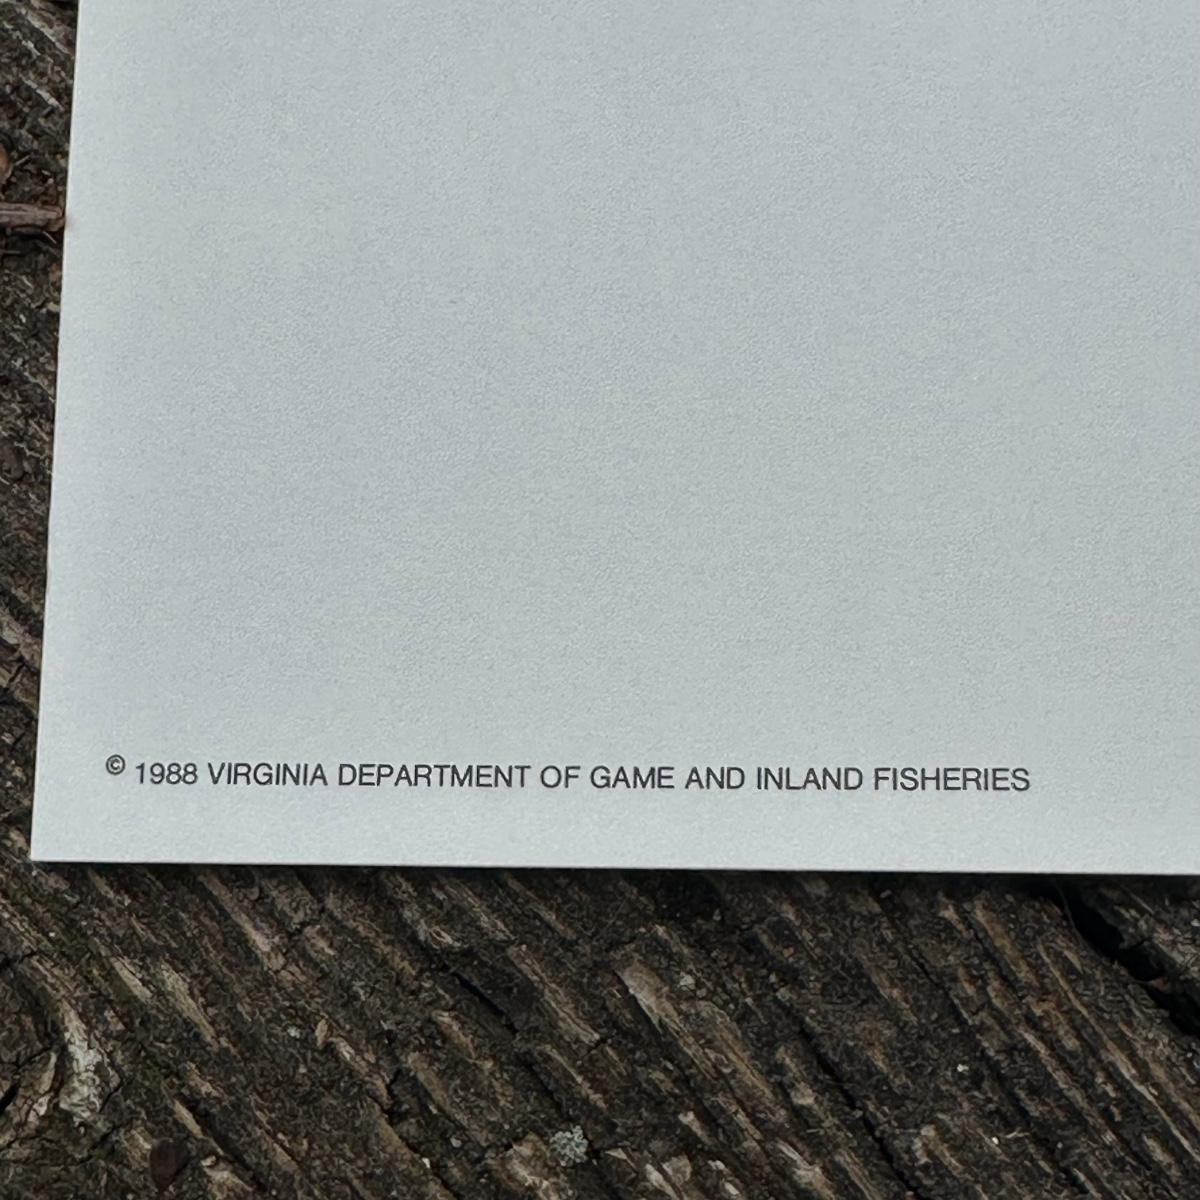 © 1988 VIRGINIA DEPARTMENT OF GAME AND INLAND FISHERIES